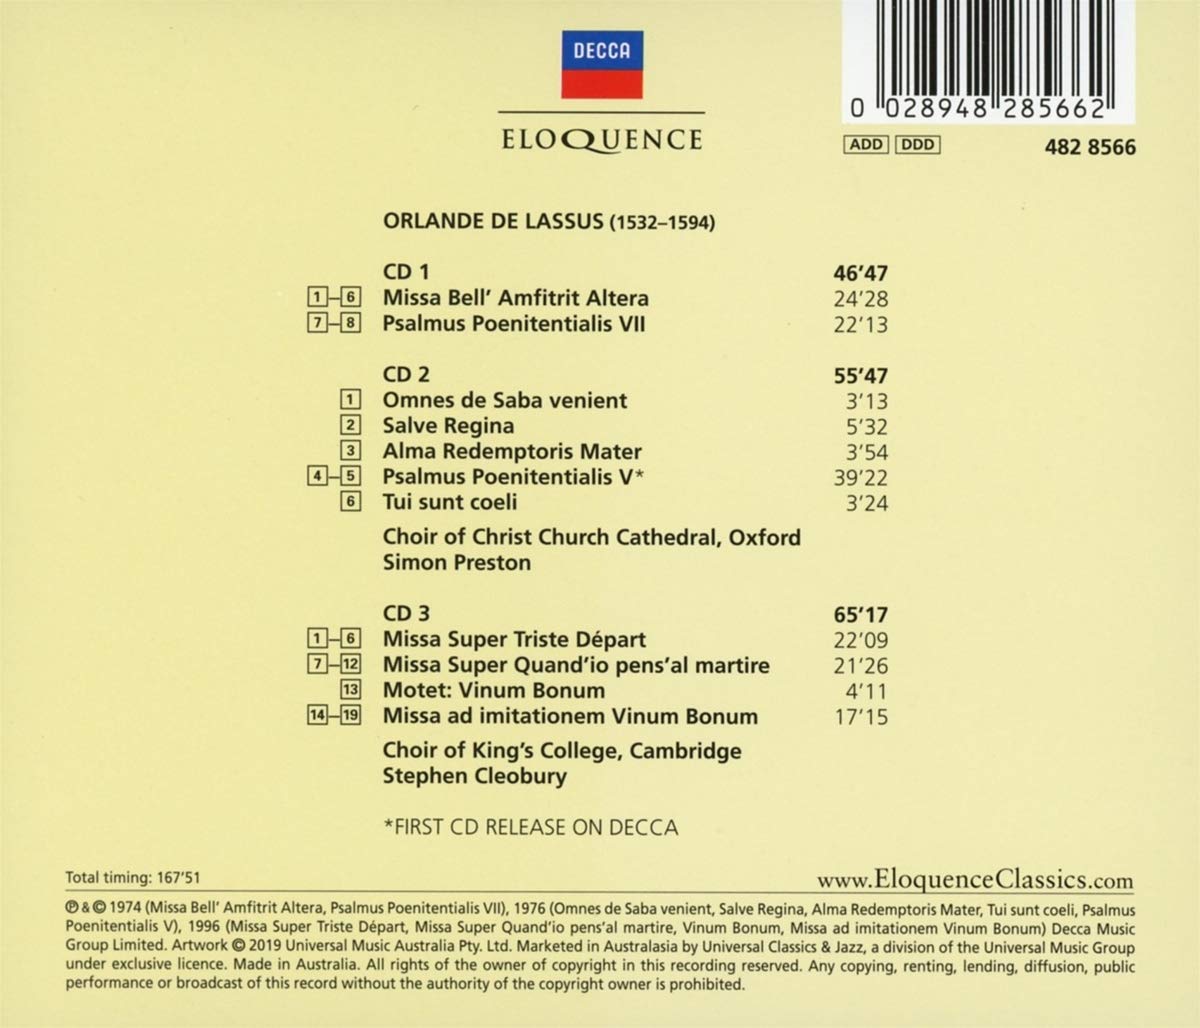 DECCA
ELOQUENCE
0 028948 285662
ADD DDD 482 8566
ORLANDE DE LASSUS (1532–1594)
CD 1 46’47
1–6 Missa Bell’ Amfitrit Altera 24’28
7–8 Psalmus Poenitentialis VII 22’13
CD 2 55’47
1 Omnes de Saba venient 3’13
2 Salve Regina 5’32
3 Alma Redemptoris Mater 3’54
4–5 Psalmus Poenitentialis V* 39’22
6 Tui sunt coeli 3’24
Choir of Christ Church Cathedral, Oxford
Simon Preston
CD 3 65’17
1–6 Missa Super Triste Départ 22’09
7–12 Missa Super Quand’io pens’al martire 21’26
13 Motet: Vinum Bonum 4’11
14–19 Missa ad imitationem Vinum Bonum 17’15
Choir of King’s College, Cambridge
Stephen Cleobury
*FIRST CD RELEASE ON DECCA
Total timing: 167’51
www.EloquenceClassics.com
℗ & © 1974 (Missa Bell’ Amfitrit Altera, Psalmus Poenitentialis VII), 1976 (Omnes de Saba venient, Salve Regina, Alma Redemptoris Mater, Tui sunt coeli, Psalmus
Poenitentialis V), 1996 (Missa Super Triste Départ, Missa Super Quand’io pens’al martire, Vinum Bonum, Missa ad imitationem Vinum Bonum) Decca Music
Group Limited. Artwork © 2019 Universal Music Australia Pty. Ltd. Marketed in Australasia by Universal Classics & Jazz, a division of the Universal Music Group
under exclusive licence. Made in Australia. All rights of the owner of copyright in this recording reserved. Any copying, renting, lending, diffusion, public
performance or broadcast of this record without the authority of the copyright owner is prohibited.